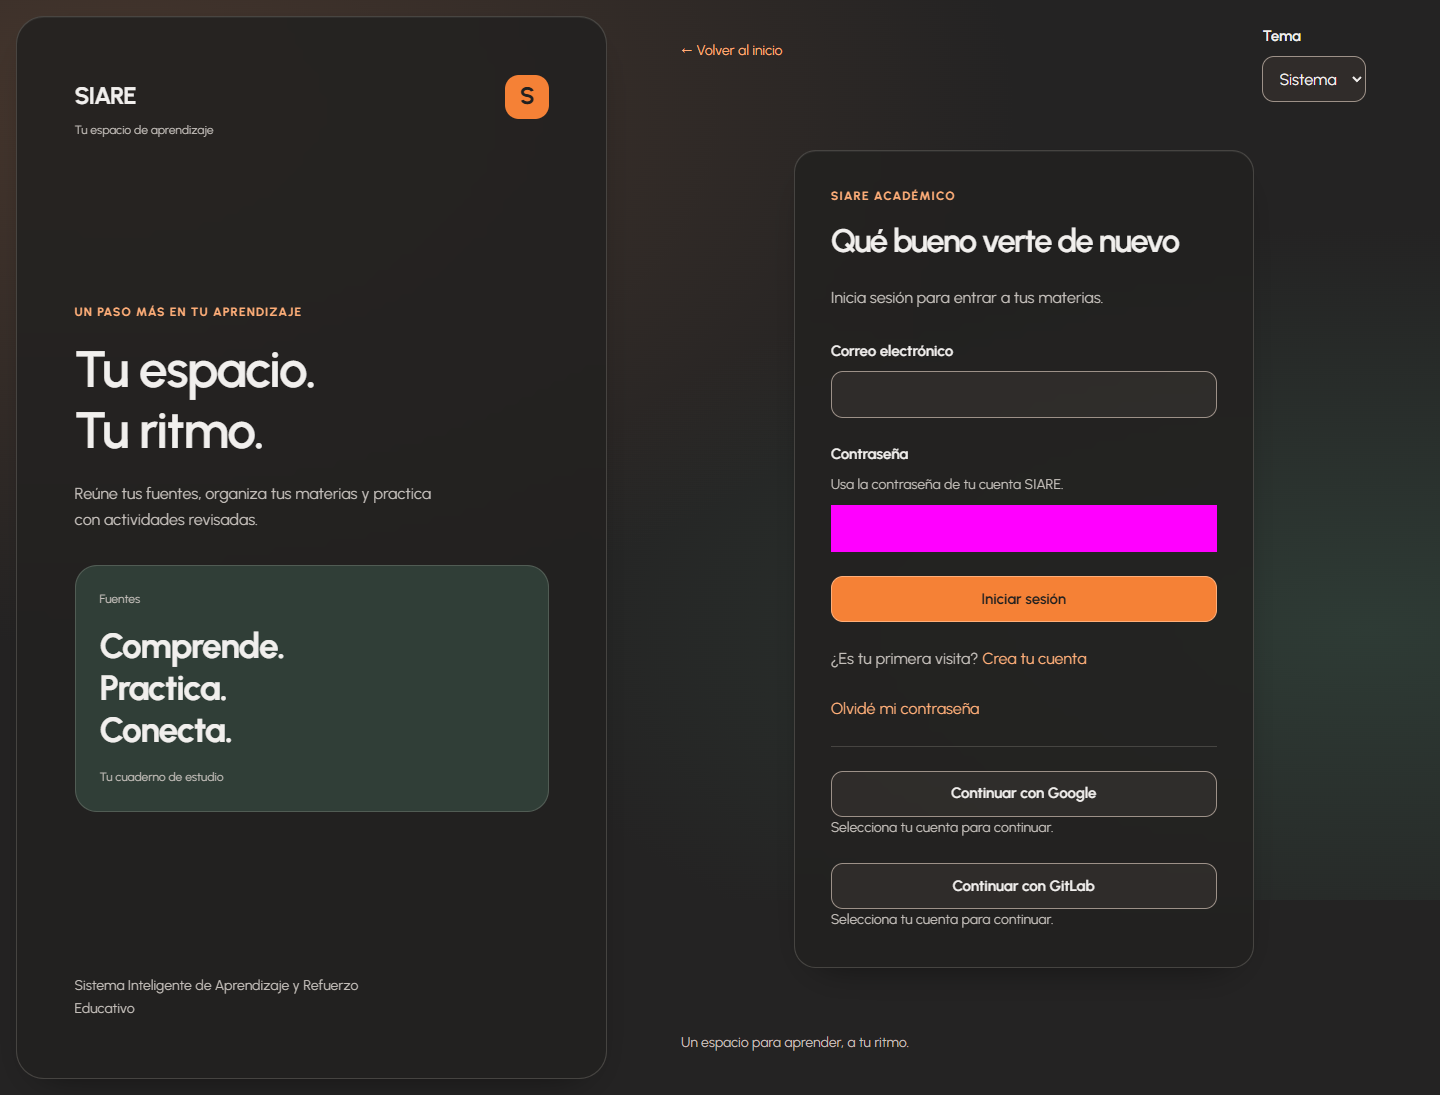 SIARE
S
Tu espacio de aprendizaje
UN PASO MÁS EN TU APRENDIZAJE
Tu espacio.
Tu ritmo.
Reúne tus fuentes, organiza tus materias y practica
con actividades revisadas.
Fuentes
Comprende.
Practica.
Conecta.
Tu cuaderno de estudio
Sistema Inteligente de Aprendizaje y Refuerzo
Educativo
← Volver al inicio
Tema
Sistema
SIARE ACADÉMICO
Qué bueno verte de nuevo
Inicia sesión para entrar a tus materias.
Correo electrónico
Contraseña
Usa la contraseña de tu cuenta SIARE.
Iniciar sesión
¿Es tu primera visita? Crea tu cuenta
Olvidé mi contraseña
Continuar con Google
Selecciona tu cuenta para continuar.
Continuar con GitLab
Selecciona tu cuenta para continuar.
Un espacio para aprender, a tu ritmo.